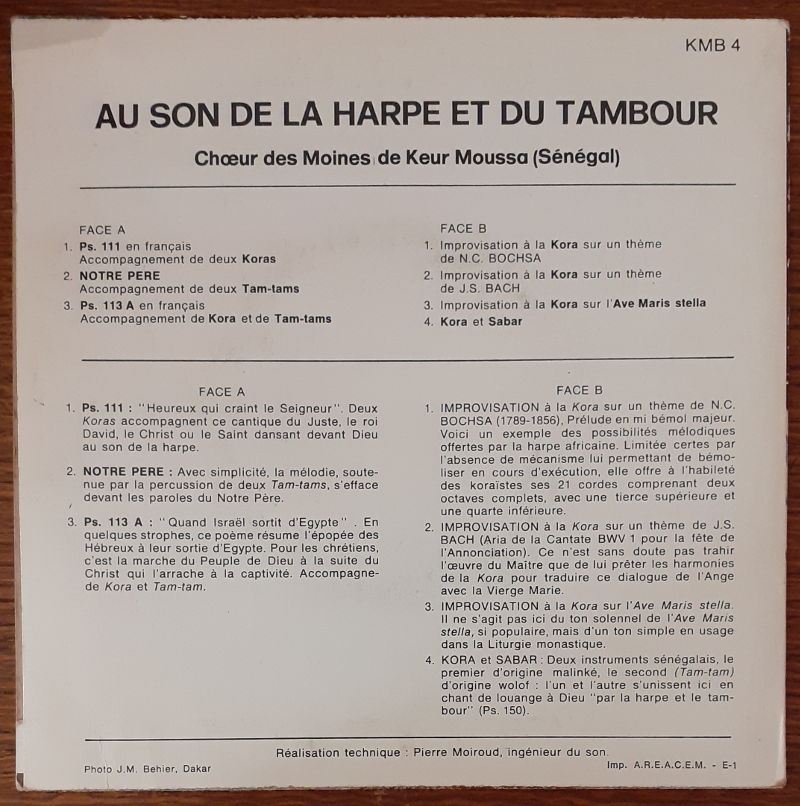 KMB 4
AU SON DE LA HARPE ET DU TAMBOUR
Chœur des Moines de Keur Moussa (Sénégal)
FACE A
1. Ps. 111 en français
Accompagnement de deux Koras
2. NOTRE PERE
Accompagnement de deux Tam-tams
3. Ps. 113 A en français
Accompagnement de Kora et de Tam-tams
FACE B
1. Improvisation à la Kora sur un thème
de N.C. BOCHSA
2. Improvisation à la Kora sur un thème
de J.S. BACH
3. Improvisation à la Kora sur l'Ave Maris stella
4. Kora et Sabar
FACE A
1. Ps. 111 : "Heureux qui craint le Seigneur". Deux
Koras accompagnent ce cantique du Juste, le roi
David, le Christ ou le Saint dansant devant Dieu
au son de la harpe.
2. NOTRE PERE : Avec simplicité, la mélodie, soute-
nue par la percussion de deux Tam-tams, s'efface
devant les paroles du Notre Père.
3. Ps. 113 A : "Quand Israël sortit d'Egypte" . En
quelques strophes, ce poème résume l'épopée des
Hébreux à leur sortie d'Egypte. Pour les chrétiens,
c'est la marche du Peuple de Dieu à la suite du
Christ qui l'arrache à la captivité. Accompagne-
de Kora et Tam-tam.
FACE B
1. IMPROVISATION à la Kora sur un thème de N.C.
BOCHSA (1789-1856), Prélude en mi bémol majeur.
Voici un exemple des possibilités mélodiques
offertes par la harpe africaine. Limitée certes par
l'absence de mécanisme lui permettant de bémo-
liser en cours d'exécution, elle offre à l'habileté
des koraïstes ses 21 cordes comprenant deux
octaves complets, avec une tierce supérieure et
une quarte inférieure.
2. IMPROVISATION à la Kora sur un thème de J.S.
BACH (Aria de la Cantate BWV 1 pour la fête de
l'Annonciation). Ce n'est sans doute pas trahir
l'œuvre du Maître que de lui prêter les harmonies
de la Kora pour traduire ce dialogue de l'Ange
avec la Vierge Marie.
3. IMPROVISATION à la Kora sur l'Ave Maris stella.
Il ne s'agit pas ici du ton solennel de l'Ave Maris
stella, si populaire, mais d'un ton simple en usage
dans la Liturgie monastique.
4. KORA et SABAR : Deux instruments sénégalais, le
premier d'origine malinké, le second (Tam-tam)
d'origine wolof : l'un et l'autre s'unissent ici en
chant de louange à Dieu "par la harpe et le tam-
bour" (Ps. 150).
Réalisation technique : Pierre Moiroud, ingénieur du son.
Photo J.M. Behier, Dakar
Imp. A.R.E.A.C.E.M. - E-1